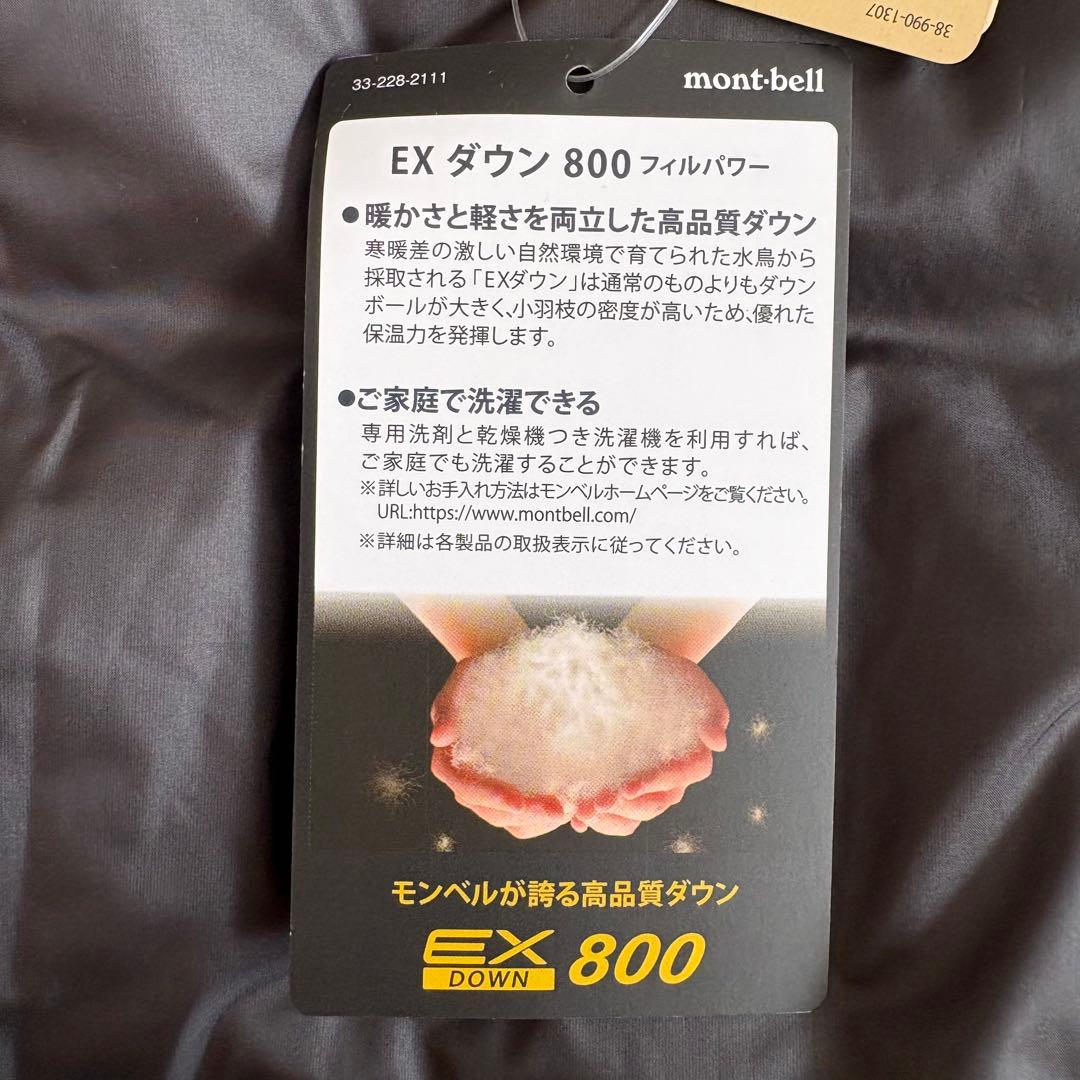 38-990-1307
33-228-2111
mont·bell
EX ダウン 800 フィルパワー
●暖かさと軽さを両立した高品質ダウン
寒暖差の激しい自然環境で育てられた水鳥から
採取される「EXダウン」は通常のものよりもダウン
ボールが大きく、小羽枝の密度が高いため、優れた
保温力を発揮します。
●ご家庭で洗濯できる
専用洗剤と乾燥機つき洗濯機を利用すれば、
ご家庭でも洗濯することができます。
※詳しいお手入れ方法はモンベルホームページをご覧ください。
URL:https://www.montbell.com/
※詳細は各製品の取扱表示に従ってください。
モンベルが誇る高品質ダウン
EX
DOWN
800